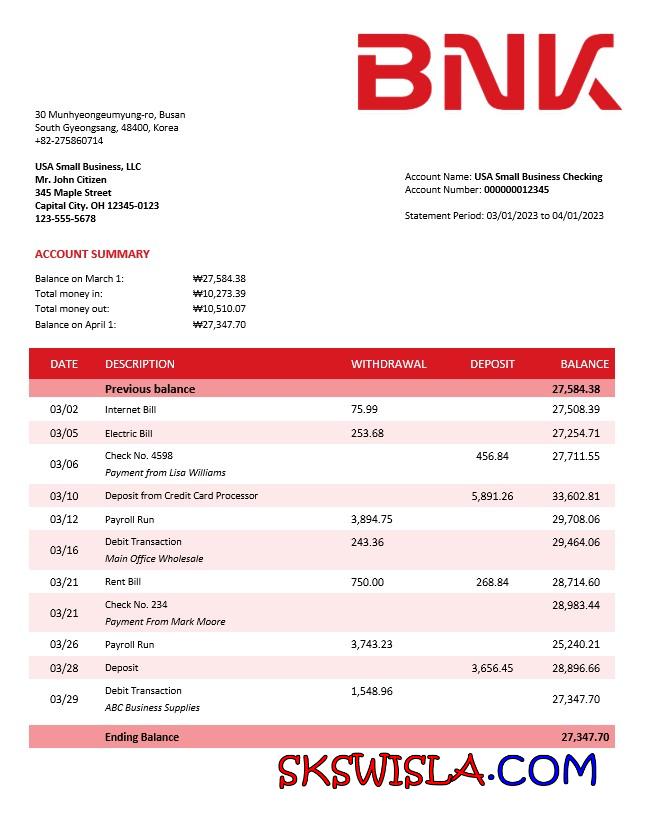 BNK
30 Munhyeongeumyung-ro, Busan
South Gyeongsang, 48400, Korea
+82-275860714
USA Small Business, LLC
Mr. John Citizen
345 Maple Street
Capital City. OH 12345-0123
123-555-5678
Account Name: USA Small Business Checking
Account Number: 000000012345
Statement Period: 03/01/2023 to 04/01/2023
ACCOUNT SUMMARY
Balance on March 1: ₩27,584.38
Total money in: ₩10,273.39
Total money out: ₩10,510.07
Balance on April 1: ₩27,347.70
DATE DESCRIPTION WITHDRAWAL DEPOSIT BALANCE
Previous balance 27,584.38
03/02 Internet Bill 75.99 27,508.39
03/05 Electric Bill 253.68 27,254.71
03/06 Check No. 4598 456.84 27,711.55
Payment from Lisa Williams
03/10 Deposit from Credit Card Processor 5,891.26 33,602.81
03/12 Payroll Run 3,894.75 29,708.06
03/16 Debit Transaction 243.36 29,464.06
Main Office Wholesale
03/21 Rent Bill 750.00 268.84 28,714.60
03/21 Check No. 234 28,983.44
Payment From Mark Moore
03/26 Payroll Run 3,743.23 25,240.21
03/28 Deposit 3,656.45 28,896.66
03/29 Debit Transaction 1,548.96 27,347.70
ABC Business Supplies
Ending Balance 27,347.70
SKSWISLA.COM